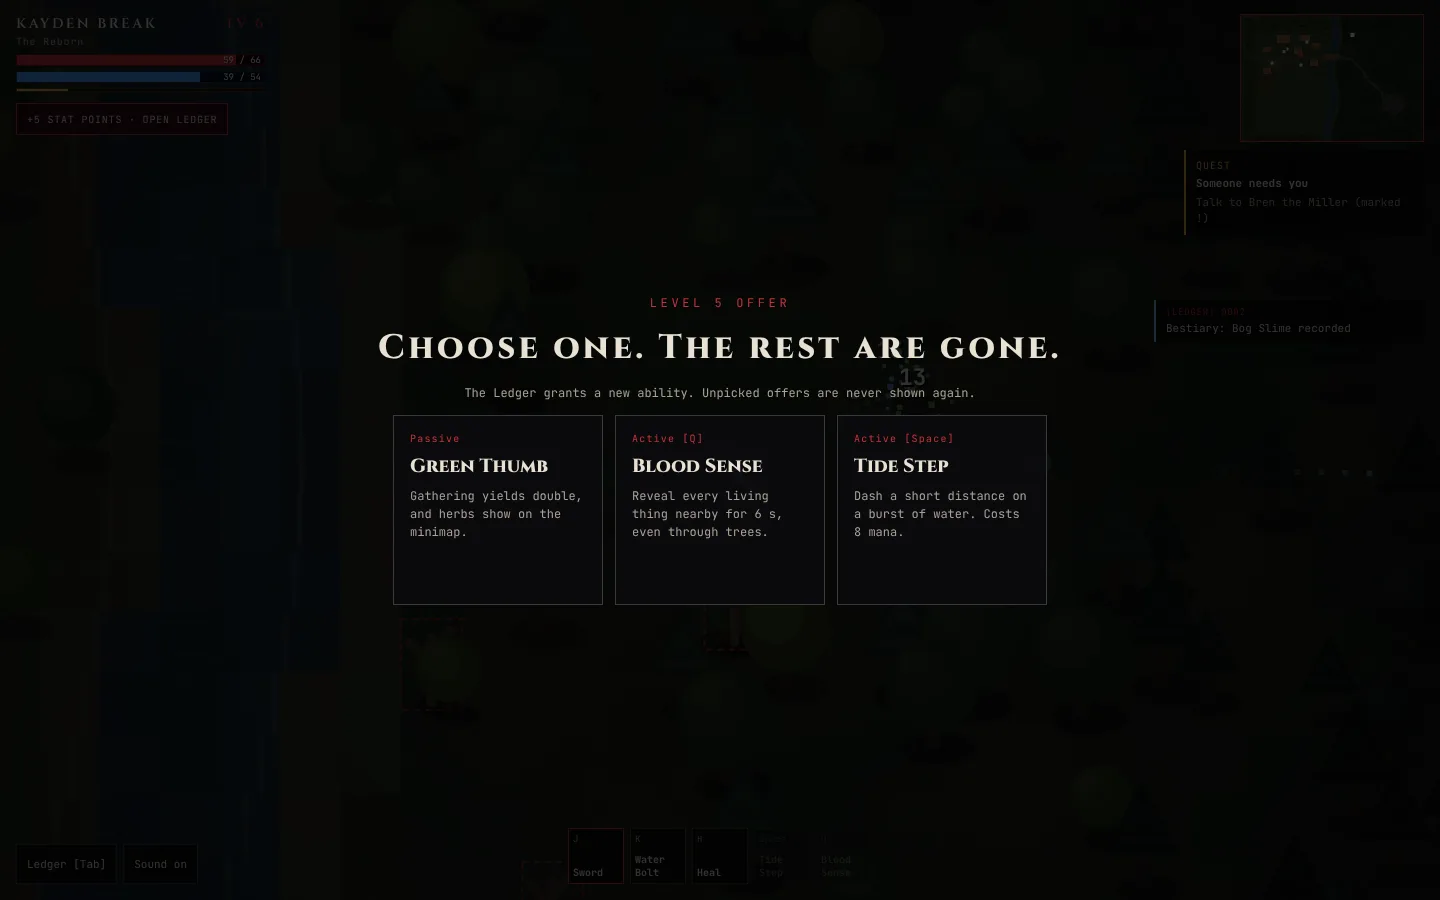 KAYDEN BREAK LV 6
The Reborn
59 / 66
39 / 54
+5 STAT POINTS · OPEN LEDGER
QUEST
Someone needs you
Talk to Bren the Miller (marked
!)
Bestiary: Bog Slime recorded
LEVEL 5 OFFER
CHOOSE ONE. THE REST ARE GONE.
13
The Ledger grants a new ability. Unpicked offers are never shown again.
Passive
GREEN THUMB
Gathering yields double,
and herbs show on the
minimap.
Active [Q]
BLOOD SENSE
Reveal every living
thing nearby for 6 s,
even through trees.
Active [Space]
TIDE STEP
Dash a short distance on
a burst of water. Costs
8 mana.
Ledger [Tab]
Sound on
J
Sword
K
Water
Bolt
H
Heal
Tide
Step
Blood
Sense